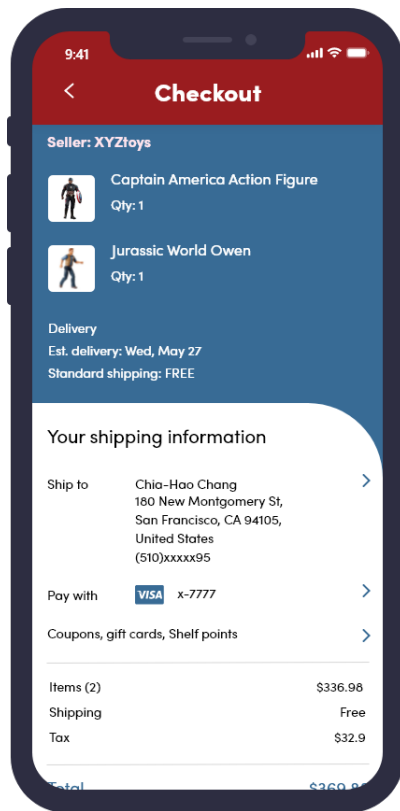 9:41
Checkout
Seller: XYZtoys
Captain America Action Figure
Qty: 1
Jurassic World Owen
Qty: 1
Delivery
Est. delivery: Wed, May 27
Standard shipping: FREE
Your shipping information
Ship to Chia-Hao Chang
180 New Montgomery St,
San Francisco, CA 94105,
United States
(510)xxxxx95
Pay with VISA x-7777
Coupons, gift cards, Shelf points
Items (2) $336.98
Shipping Free
Tax $32.9
Total